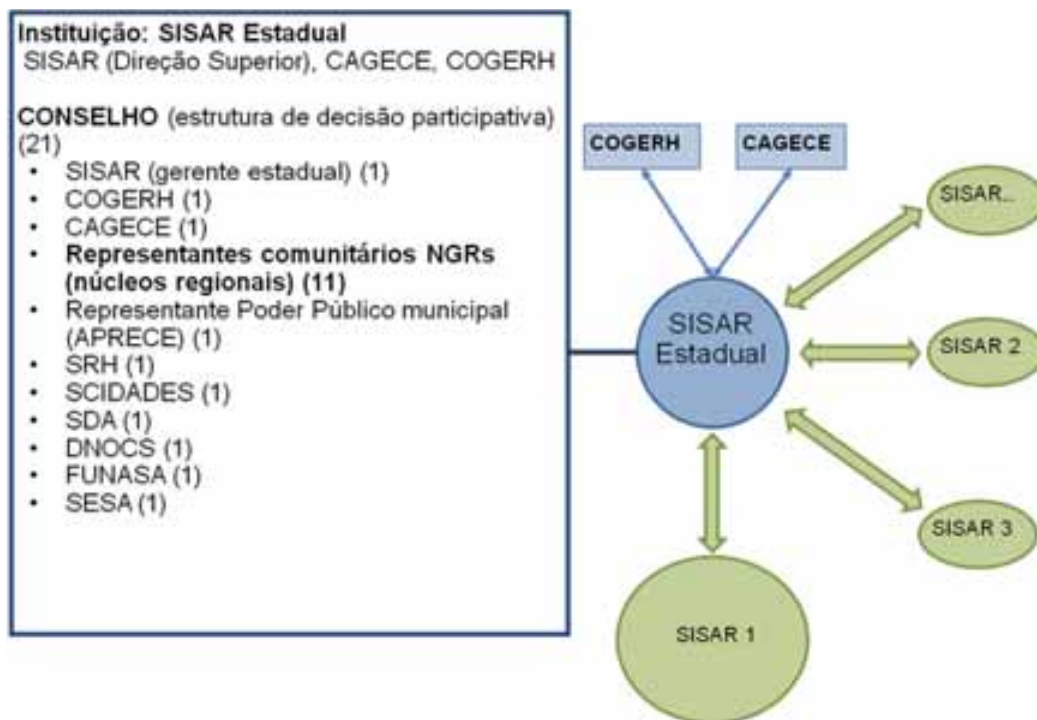 Instituição: SISAR Estadual
SISAR (Direção Superior), CAGECE, COGERH
CONSELHO (estrutura de decisão participativa)
(21)
• SISAR (gerente estadual) (1)
• COGERH (1)
• CAGECE (1)
• Representantes comunitários NGRs
(núcleos regionais) (11)
• Representante Poder Público municipal
(APRECE) (1)
• SRH (1)
• SCIDADES (1)
• SDA (1)
• DNOCS (1)
• FUNASA (1)
• SESA (1)
COGERH
CAGECE
SISAR
Estadual
SISAR...
SISAR 2
SISAR 3
SISAR 1